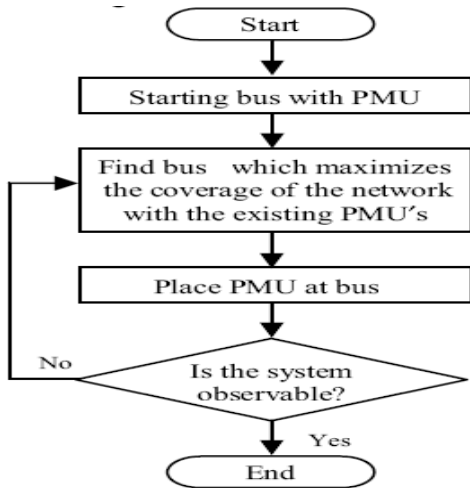 Start
Starting bus with PMU
Find bus which maximizes
the coverage of the network
with the existing PMU′s
Place PMU at bus
No
Is the system
observable?
Yes
End